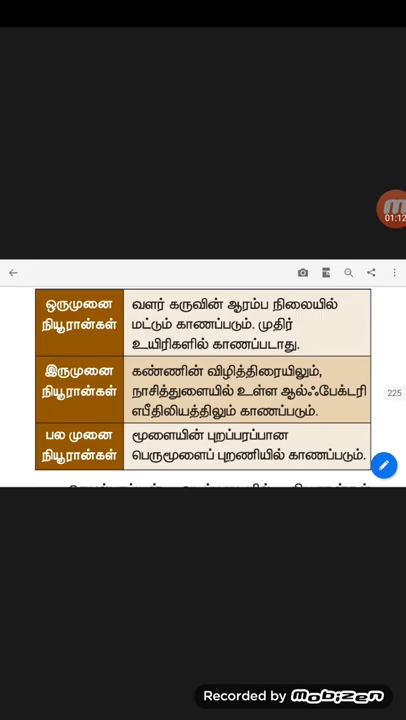 01:12
ஒருமுனை நியூரான்கள்
வளர் கருவின் ஆரம்ப நிலையில்
மட்டும் காணப்படும். முதிர்
உயிரிகளில் காணப்படாது.
இருமுனை நியூரான்கள்
கண்ணின் விழித்திரையிலும்,
நாசித்துளையில் உள்ள ஆல்ஃபேக்டரி
எபீதிலியத்திலும் காணப்படும்.
225
பல முனை நியூரான்கள்
மூளையின் புறப்பரப்பான
பெருமூளைப் புறணியில் காணப்படும்.
Recorded by mobizen